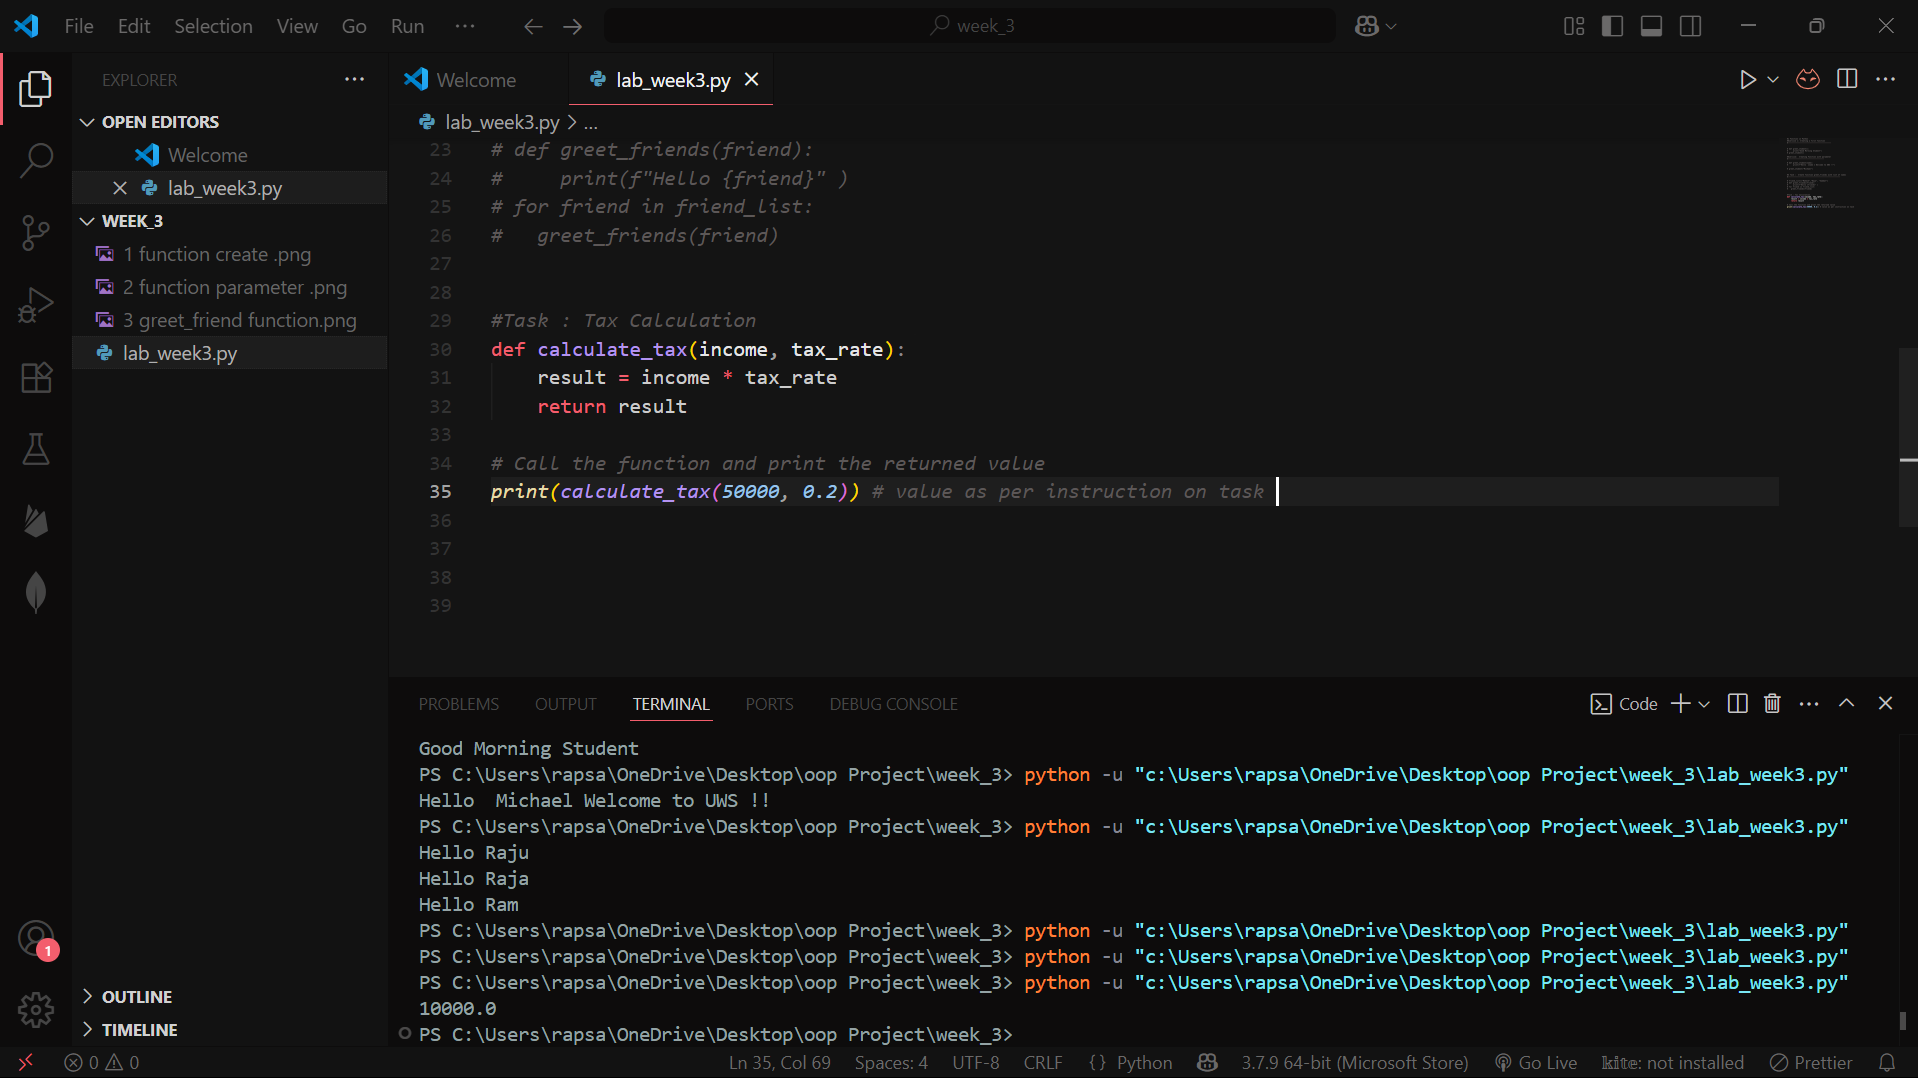 File Edit Selection View Go Run ··· week_3
EXPLORER ···
OPEN EDITORS
Welcome
lab_week3.py
WEEK_3
1 function create .png
2 function parameter .png
3 greet_friend function.png
lab_week3.py
OUTLINE
TIMELINE
1
Welcome lab_week3.py
lab_week3.py > ...
23 # def greet_friends(friend):
24 #     print(f"Hello {friend}" )
25 # for friend in friend_list:
26 #   greet_friends(friend)
27
28
29 #Task : Tax Calculation
30 def calculate_tax(income, tax_rate):
31     result = income * tax_rate
32     return result
33
34 # Call the function and print the returned value
35 print(calculate_tax(50000, 0.2)) # value as per instruction on task
36
37
38
39
PROBLEMS OUTPUT TERMINAL PORTS DEBUG CONSOLE Code
Good Morning Student
PS C:\Users\rapsa\OneDrive\Desktop\oop Project\week_3> python -u "c:\Users\rapsa\OneDrive\Desktop\oop Project\week_3\lab_week3.py"
Hello  Michael Welcome to UWS !!
PS C:\Users\rapsa\OneDrive\Desktop\oop Project\week_3> python -u "c:\Users\rapsa\OneDrive\Desktop\oop Project\week_3\lab_week3.py"
Hello Raju
Hello Raja
Hello Ram
PS C:\Users\rapsa\OneDrive\Desktop\oop Project\week_3> python -u "c:\Users\rapsa\OneDrive\Desktop\oop Project\week_3\lab_week3.py"
PS C:\Users\rapsa\OneDrive\Desktop\oop Project\week_3> python -u "c:\Users\rapsa\OneDrive\Desktop\oop Project\week_3\lab_week3.py"
PS C:\Users\rapsa\OneDrive\Desktop\oop Project\week_3> python -u "c:\Users\rapsa\OneDrive\Desktop\oop Project\week_3\lab_week3.py"
10000.0
PS C:\Users\rapsa\OneDrive\Desktop\oop Project\week_3>
0 0 Ln 35, Col 69 Spaces: 4 UTF-8 CRLF {} Python 3.7.9 64-bit (Microsoft Store) Go Live kite: not installed Prettier